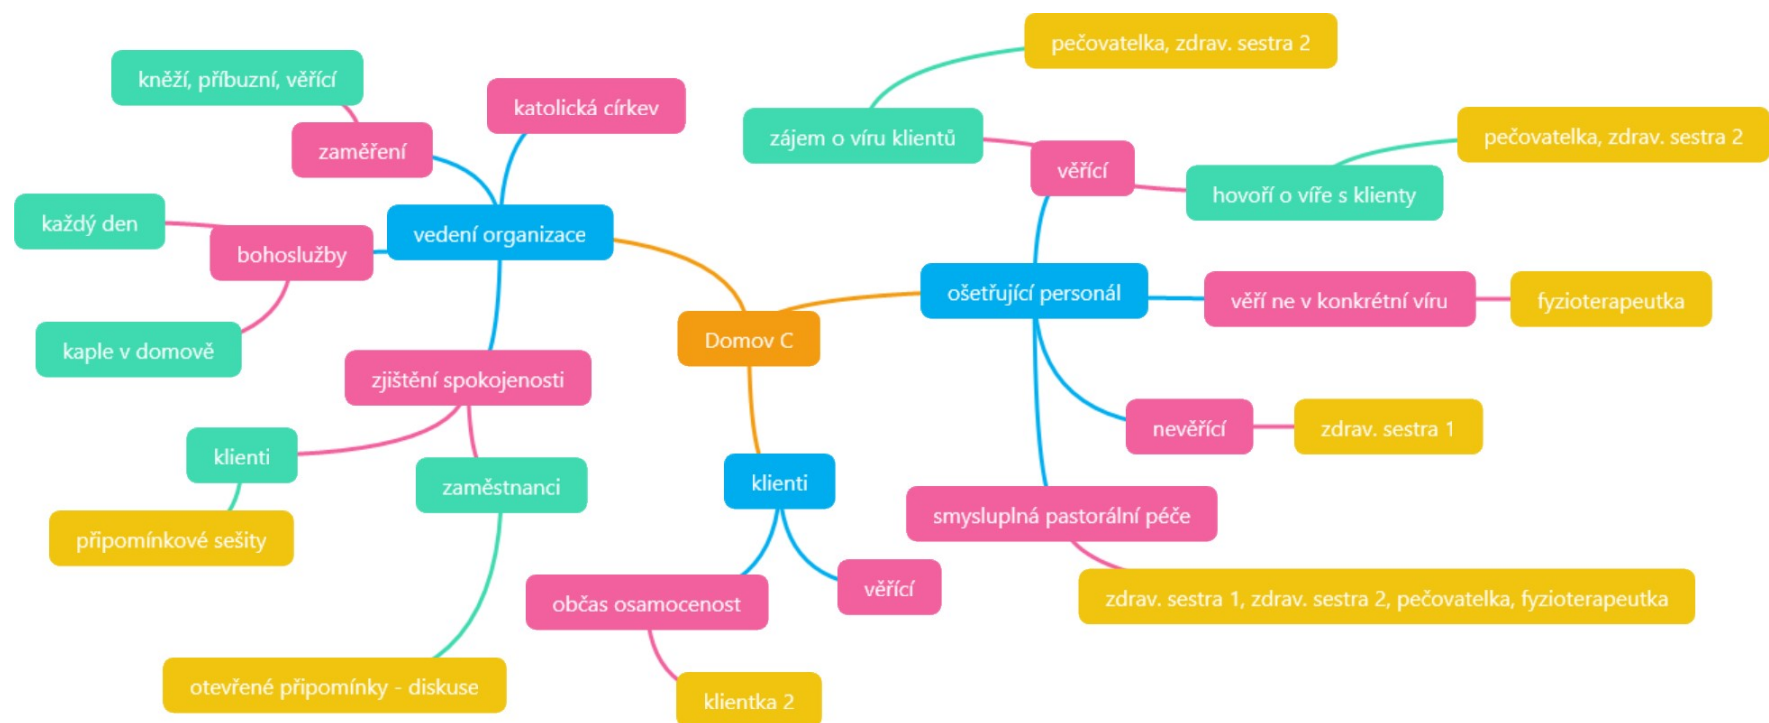 pečovatelka, zdrav. sestra 2
kněží, příbuzní, věřící
katolická církev
zájem o víru klientů
pečovatelka, zdrav. sestra 2
zaměření
věřící
hovoří o víře s klienty
každý den
vedení organizace
bohoslužby
ošetřující personál
věří ne v konkrétní víru
fyzioterapeutka
kaple v domově
Domov C
zjištění spokojenosti
nevěřící
zdrav. sestra 1
klienti
zaměstnanci
klienti
smysluplná pastorální péče
připomínkové sešity
občas osamocenost
věřící
zdrav. sestra 1, zdrav. sestra 2, pečovatelka, fyzioterapeutka
otevřené připomínky - diskuse
klientka 2